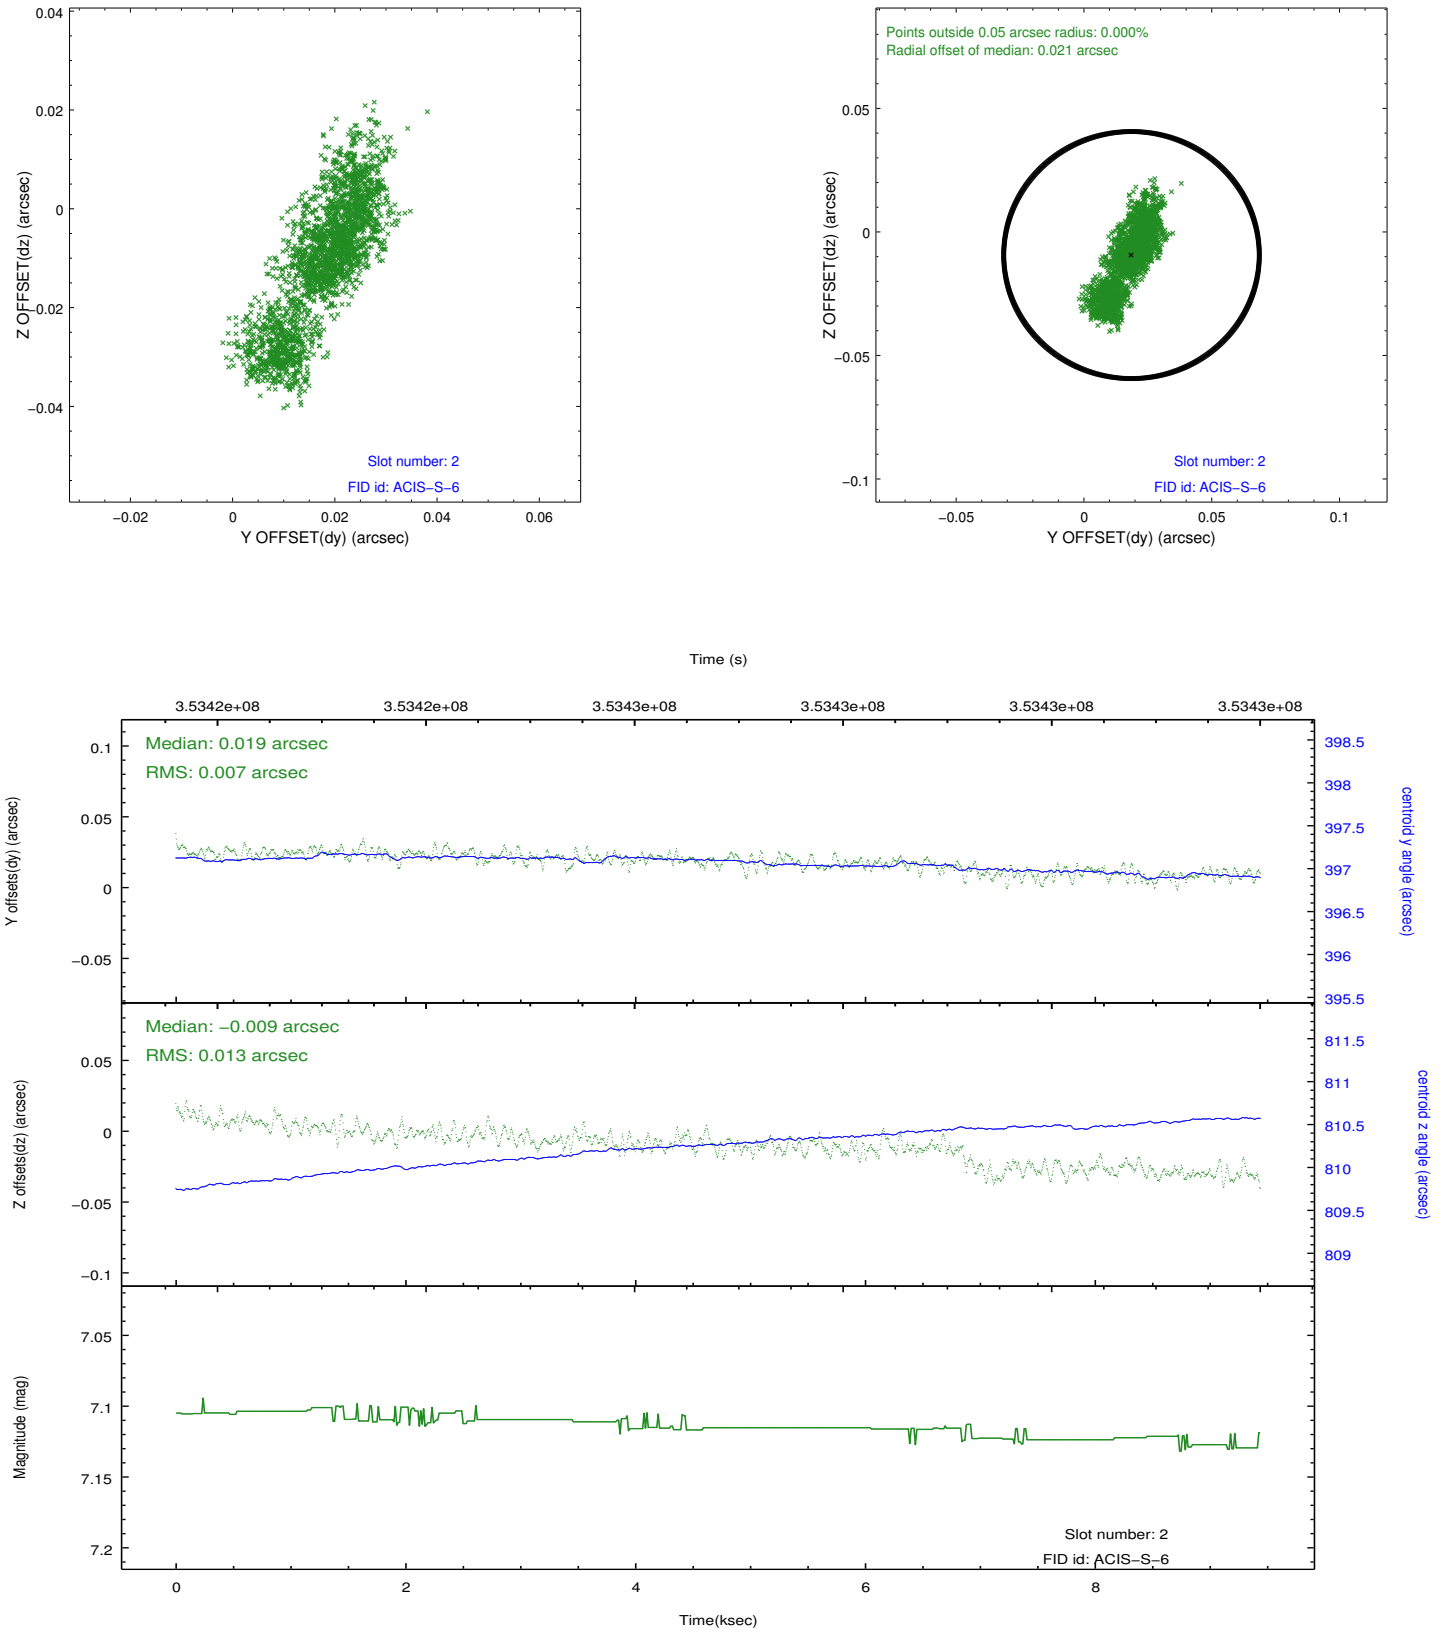 0.04
0.02
0
−0.02
−0.04
Z OFFSET(dz) (arcsec)
Slot number: 2
FID id: ACIS−S−6
−0.02
0
0.02
0.04
0.06
Y OFFSET(dy) (arcsec)
Points outside 0.05 arcsec radius: 0.000%
Radial offset of median: 0.021 arcsec
0.05
0
−0.05
−0.1
Z OFFSET(dz) (arcsec)
Slot number: 2
FID id: ACIS−S−6
−0.05
0
0.05
0.1
Y OFFSET(dy) (arcsec)
Time (s)
3.5342e+08
3.5342e+08
3.5343e+08
3.5343e+08
3.5343e+08
3.5343e+08
Median: 0.019 arcsec
RMS: 0.007 arcsec
0.1
0.05
0
−0.05
Y offsets(dy) (arcsec)
398.5
398
397.5
397
396.5
396
395.5
centroid y angle (arcsec)
Median: −0.009 arcsec
RMS: 0.013 arcsec
0.05
0
−0.05
−0.1
Z offsets(dz) (arcsec)
811.5
811
810.5
810
809.5
809
centroid z angle (arcsec)
7.05
7.1
7.15
7.2
Magnitude (mag)
Slot number: 2
FID id: ACIS−S−6
0
2
4
6
8
Time(ksec)